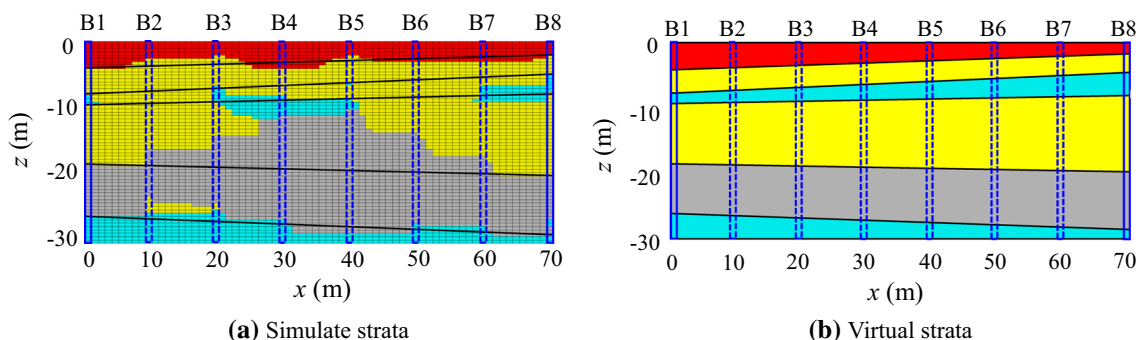 B1 B2 B3 B4 B5 B6 B7 B8
0
-10
-20
-30
z (m)
0 10 20 30 40 50 60 70
x (m)
(a) Simulate strata
B1 B2 B3 B4 B5 B6 B7 B8
0
-10
-20
-30
z (m)
0 10 20 30 40 50 60 70
x (m)
(b) Virtual strata